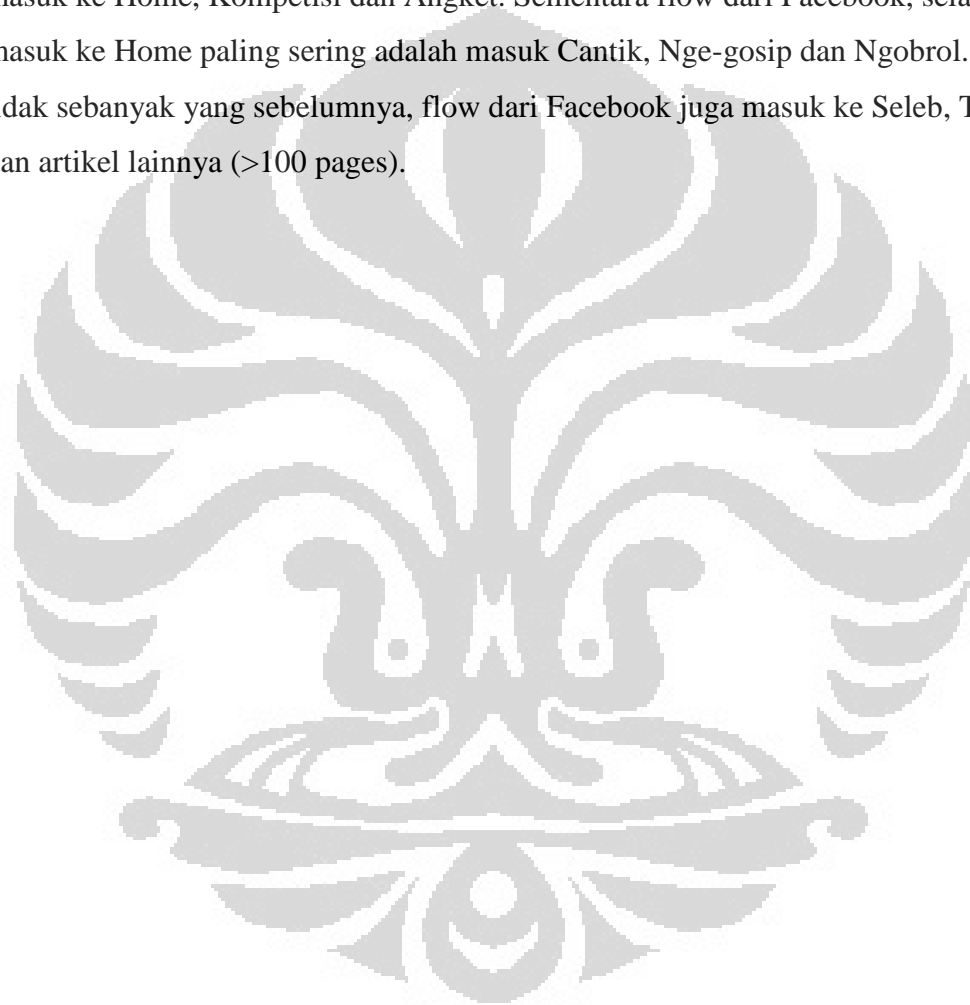 masuk ke Home, Kompetisi dan Angket. Sementara flow dari Facebook,
masuk ke Home paling sering adalah masuk Cantik, Nge-gosip dan Ngobrol.
sebanyak yang sebelumnya, flow dari Facebook juga masuk ke Seleb,
artikel lainnya (>100 pages).